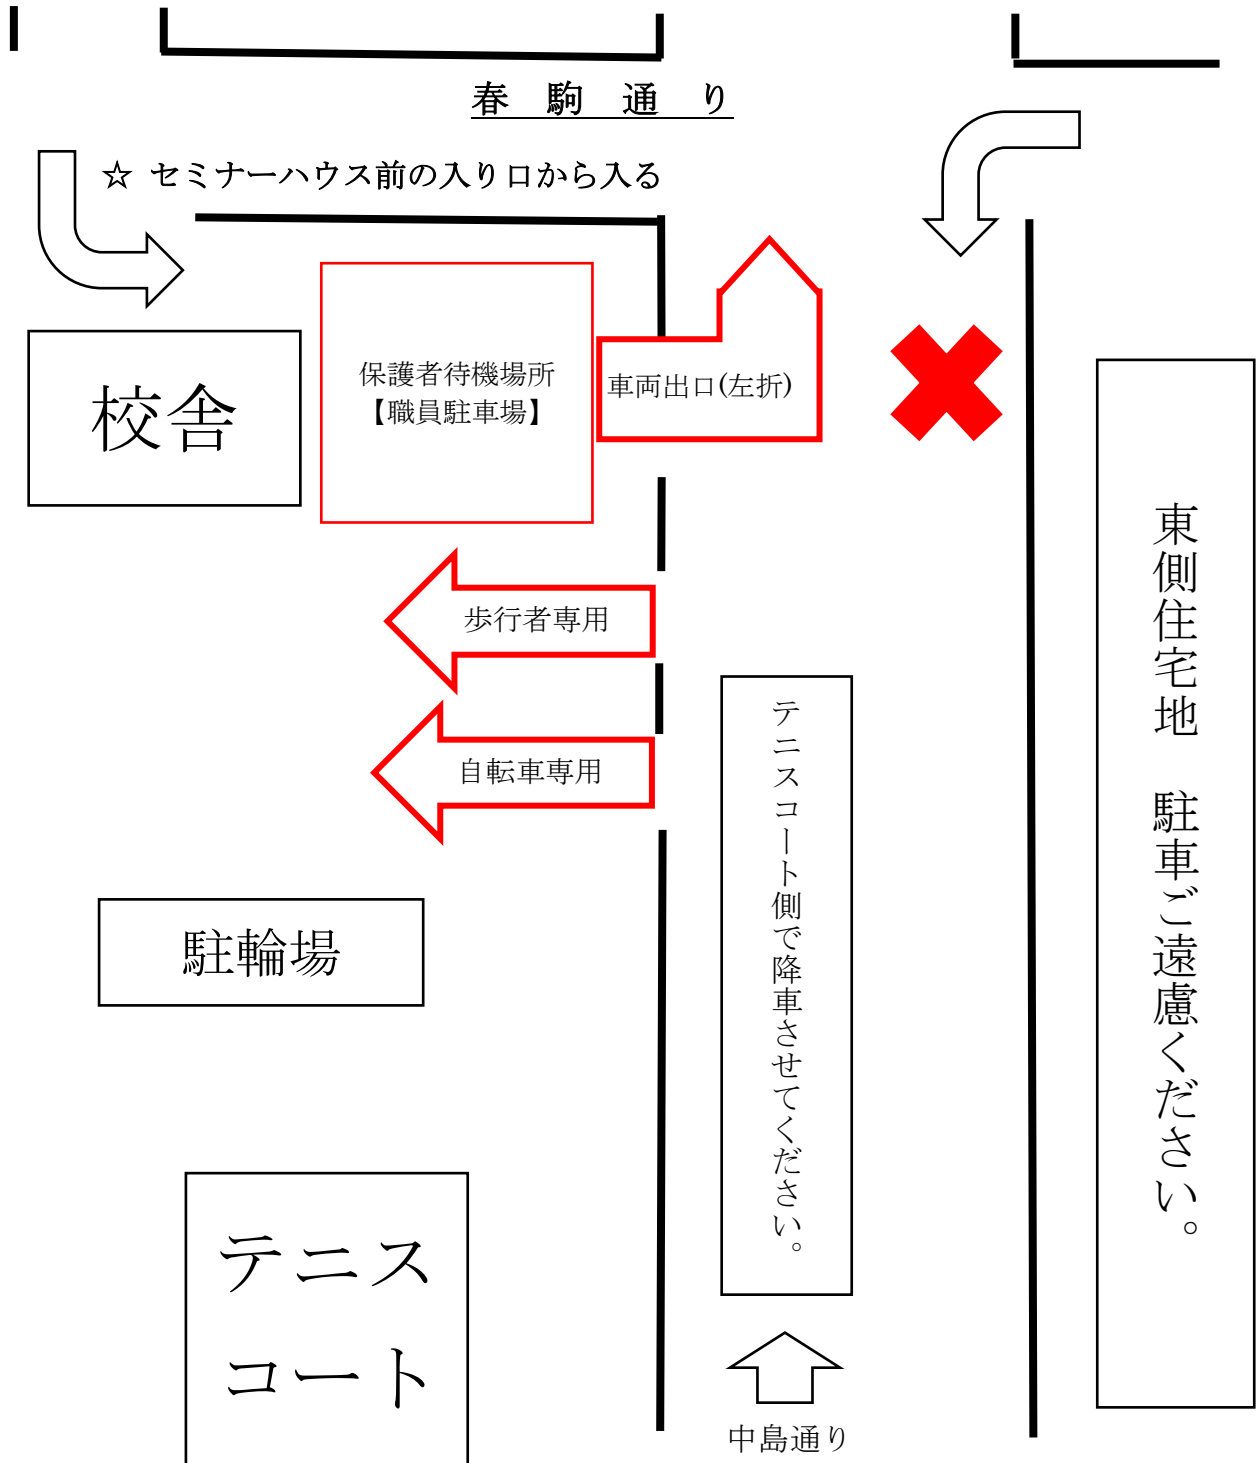 春駒通り
☆ セミナーハウス前の入り口から入る
校舎
保護者待機場所
【職員駐車場】
車両出口(左折)
歩行者専用
自転車専用
駐輪場
テニス
コート
テニスコート側で降車させてください。
中島通り
東側住宅地　駐車ご遠慮ください。